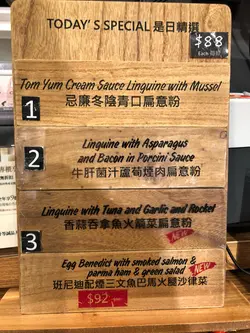 TODAY'S SPECIAL 是日精選
$88
Each 每份
Tom Yum Cream Sauce Linguine with Mussel
1
忌廉冬陰青口扁意粉
Linguine with Asparagus
2
and Bacon in Porcini Sauce
牛肝菌汁蘆荀煙肉扁意粉
Linguine with Tuna and Garlic and Rocket
3
香蒜吞拿魚火箭菜扁意粉
NEW
Egg Benedict with smoked salmon &
parma ham & green salad NEW
班尼迪配煙三文魚巴馬火腿沙律菜
$92